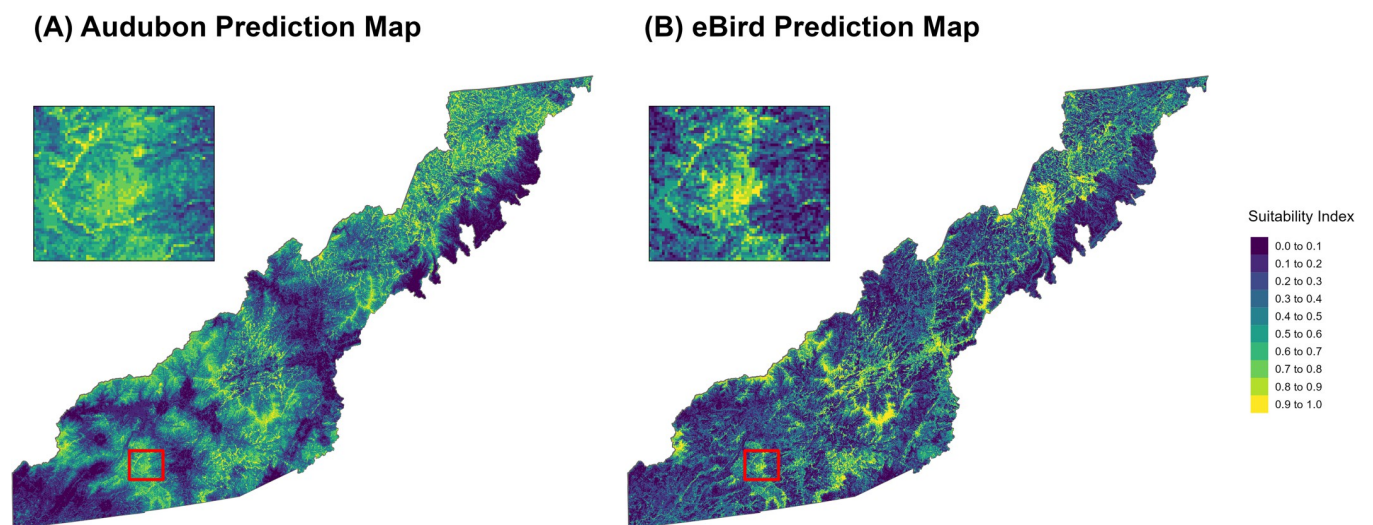 (A) Audubon Prediction Map
(B) eBird Prediction Map
Suitability Index
0.0 to 0.1
0.1 to 0.2
0.2 to 0.3
0.3 to 0.4
0.4 to 0.5
0.5 to 0.6
0.6 to 0.7
0.7 to 0.8
0.8 to 0.9
0.9 to 1.0